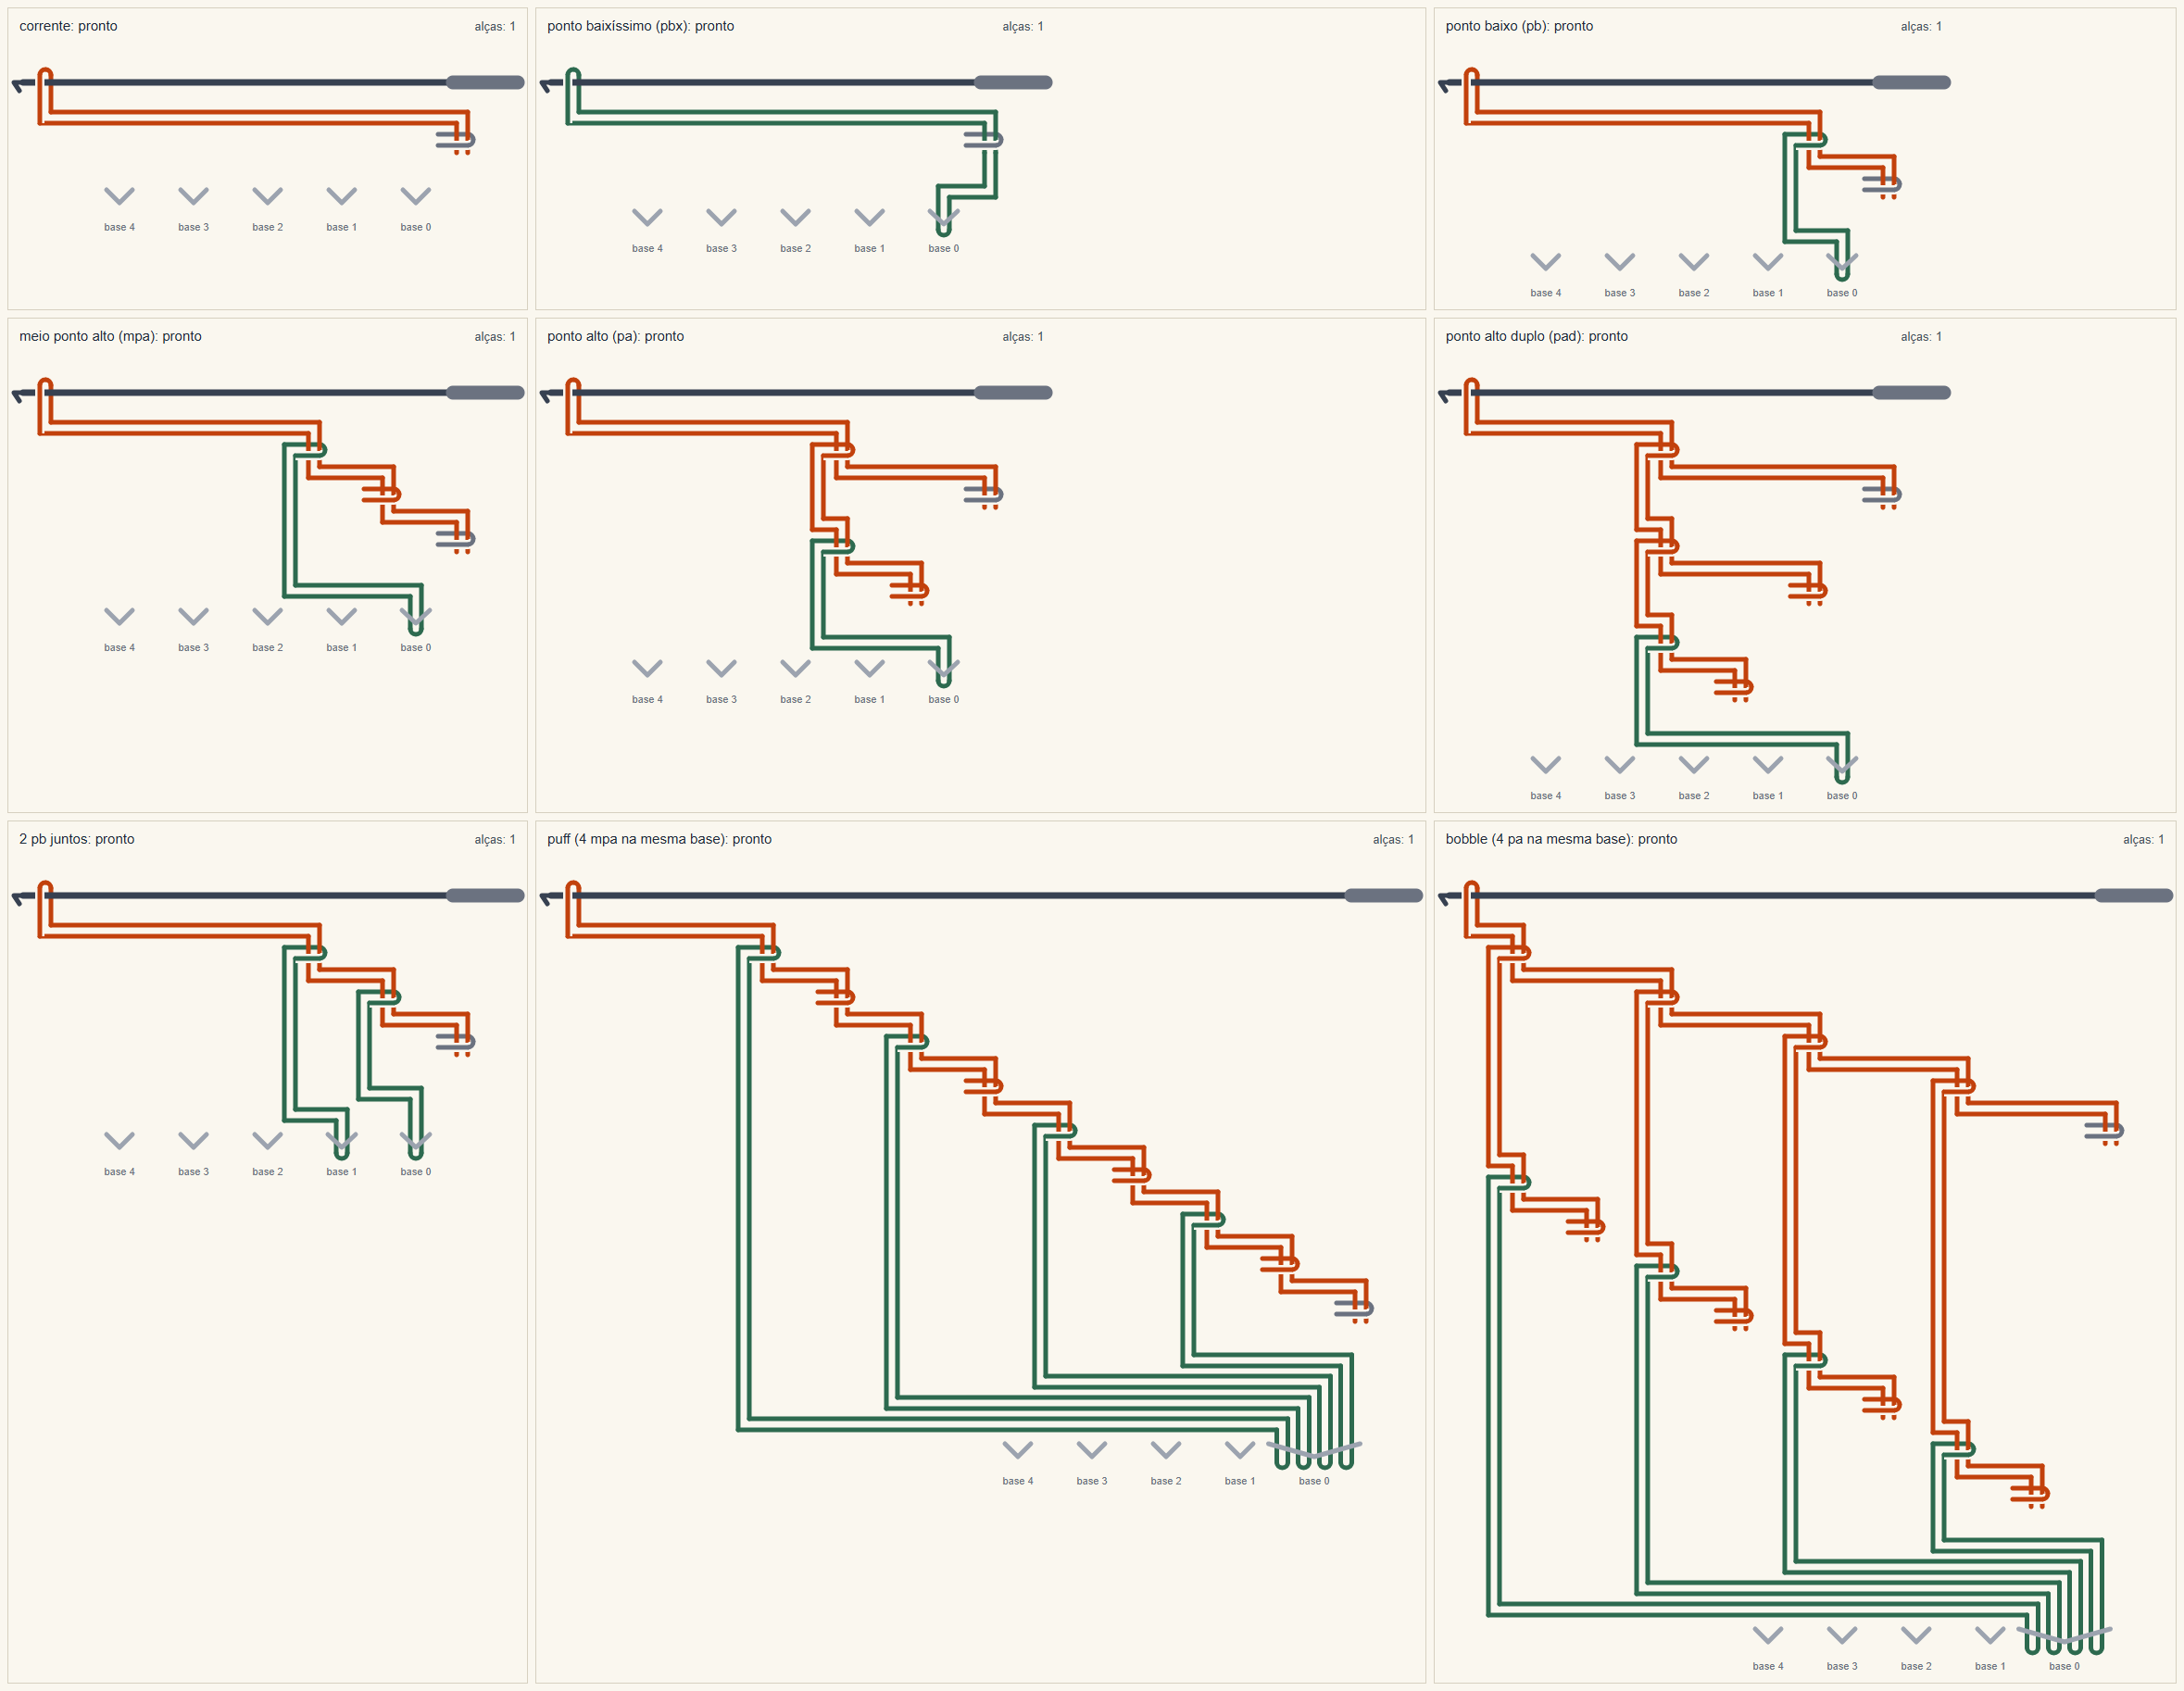 corrente: pronto
alças: 1
base 4 base 3 base 2 base 1 base 0
ponto baixíssimo (pbx): pronto
alças: 1
base 4 base 3 base 2 base 1 base 0
ponto baixo (pb): pronto
alças: 1
base 4 base 3 base 2 base 1 base 0
meio ponto alto (mpa): pronto
alças: 1
base 4 base 3 base 2 base 1 base 0
ponto alto (pa): pronto
alças: 1
base 4 base 3 base 2 base 1 base 0
ponto alto duplo (pad): pronto
alças: 1
base 4 base 3 base 2 base 1 base 0
2 pb juntos: pronto
alças: 1
base 4 base 3 base 2 base 1 base 0
puff (4 mpa na mesma base): pronto
alças: 1
base 4 base 3 base 2 base 1 base 0
bobble (4 pa na mesma base): pronto
alças: 1
base 4 base 3 base 2 base 1 base 0